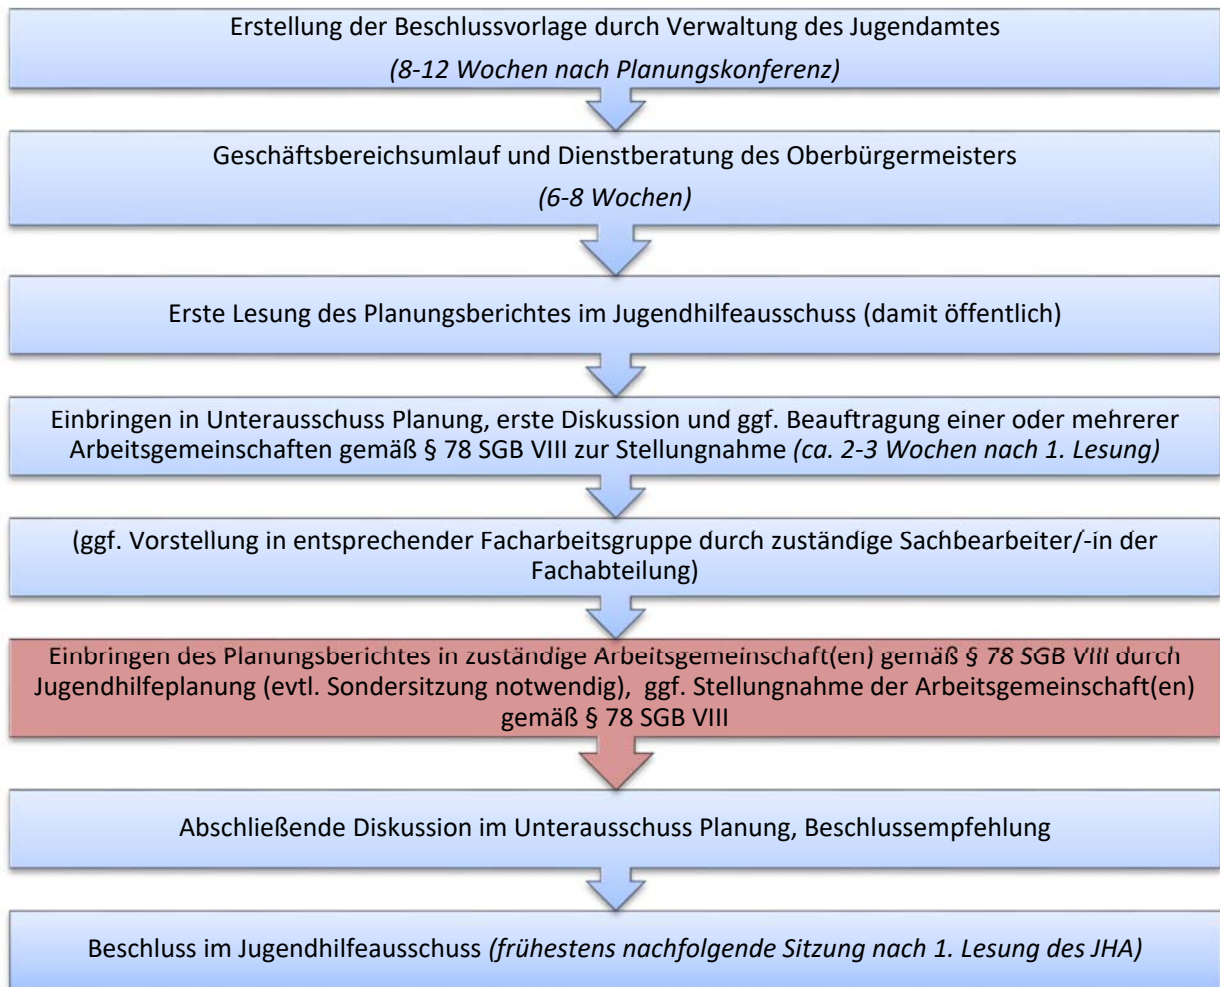 Erstellung der Beschlussvorlage durch Verwaltung des Jugendamtes
(8-12 Wochen nach Planungskonferenz)
Geschäftsbereichsumlauf und Dienstberatung des Oberbürgermeisters
(6-8 Wochen)
Erste Lesung des Planungsberichtes im Jugendhilfeausschuss (damit öffentlich)
Einbringen in Unterausschuss Planung, erste Diskussion und ggf. Beauftragung einer oder mehrerer
Arbeitsgemeinschaften gemäß § 78 SGB VIII zur Stellungnahme (ca. 2-3 Wochen nach 1. Lesung)
(ggf. Vorstellung in entsprechender Facharbeitsgruppe durch zuständige Sachbearbeiter/-in der
Fachabteilung)
Einbringen des Planungsberichtes in zuständige Arbeitsgemeinschaft(en) gemäß § 78 SGB VIII durch
Jugendhilfeplanung (evtl. Sondersitzung notwendig), ggf. Stellungnahme der Arbeitsgemeinschaft(en)
gemäß § 78 SGB VIII
Abschließende Diskussion im Unterausschuss Planung, Beschlussempfehlung
Beschluss im Jugendhilfeausschuss (frühestens nachfolgende Sitzung nach 1. Lesung des JHA)